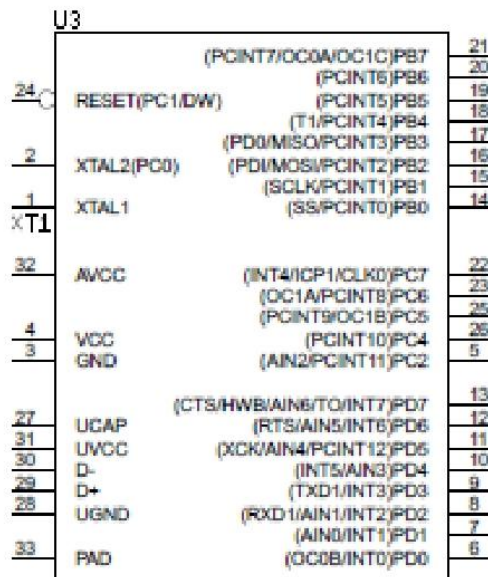 U3
(PCINT7/OC0A/OC1C)PB7 21
(PCINT6)PB6 20
24 RESET(PC1/DW) (PCINT5)PB5 19
(T1/PCINT4)PB4 18
(PD0/MISO/PCINT3)PB3 17
2 XTAL2(PC0) (PDI/MOSI/PCINT2)PB2 16
(SCLK/PCINT1)PB1 15
1 XTAL1 (SS/PCINT0)PB0 14
XT1
32 AVCC (INT4/ICP1/CLK0)PC7 22
(OC1A/PCINT8)PC6 23
(PCINT9/OC1B)PC5 25
4 VCC (PCINT10)PC4 26
3 GND (AIN2/PCINT11)PC2 5
(CTS/HWB/AIN6/TO/INT7)PD7 13
27 UCAP (RTS/AIN5/INT6)PD6 12
31 UVCC (XCK/AIN4/PCINT12)PD5 11
30 D- (INT5/AIN3)PD4 10
29 D+ (TXD1/INT3)PD3 9
28 UGND (RXD1/AIN1/INT2)PD2 8
(AIN0/INT1)PD1 7
33 PAD (OC0B/INT0)PD0 6